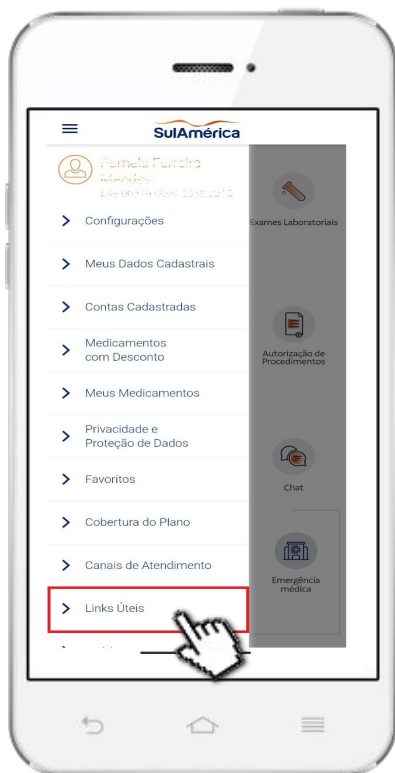 SulAmérica
Configurações
Meus Dados Cadastrais
Contas Cadastradas
Medicamentos
com Desconto
Meus Medicamentos
Privacidade e
Proteção de Dados
Favoritos
Cobertura do Plano
Canais de Atendimento
Links Úteis
Exames Laboratoriais
Autorização de
Procedimentos
Chat
Emergência
médica